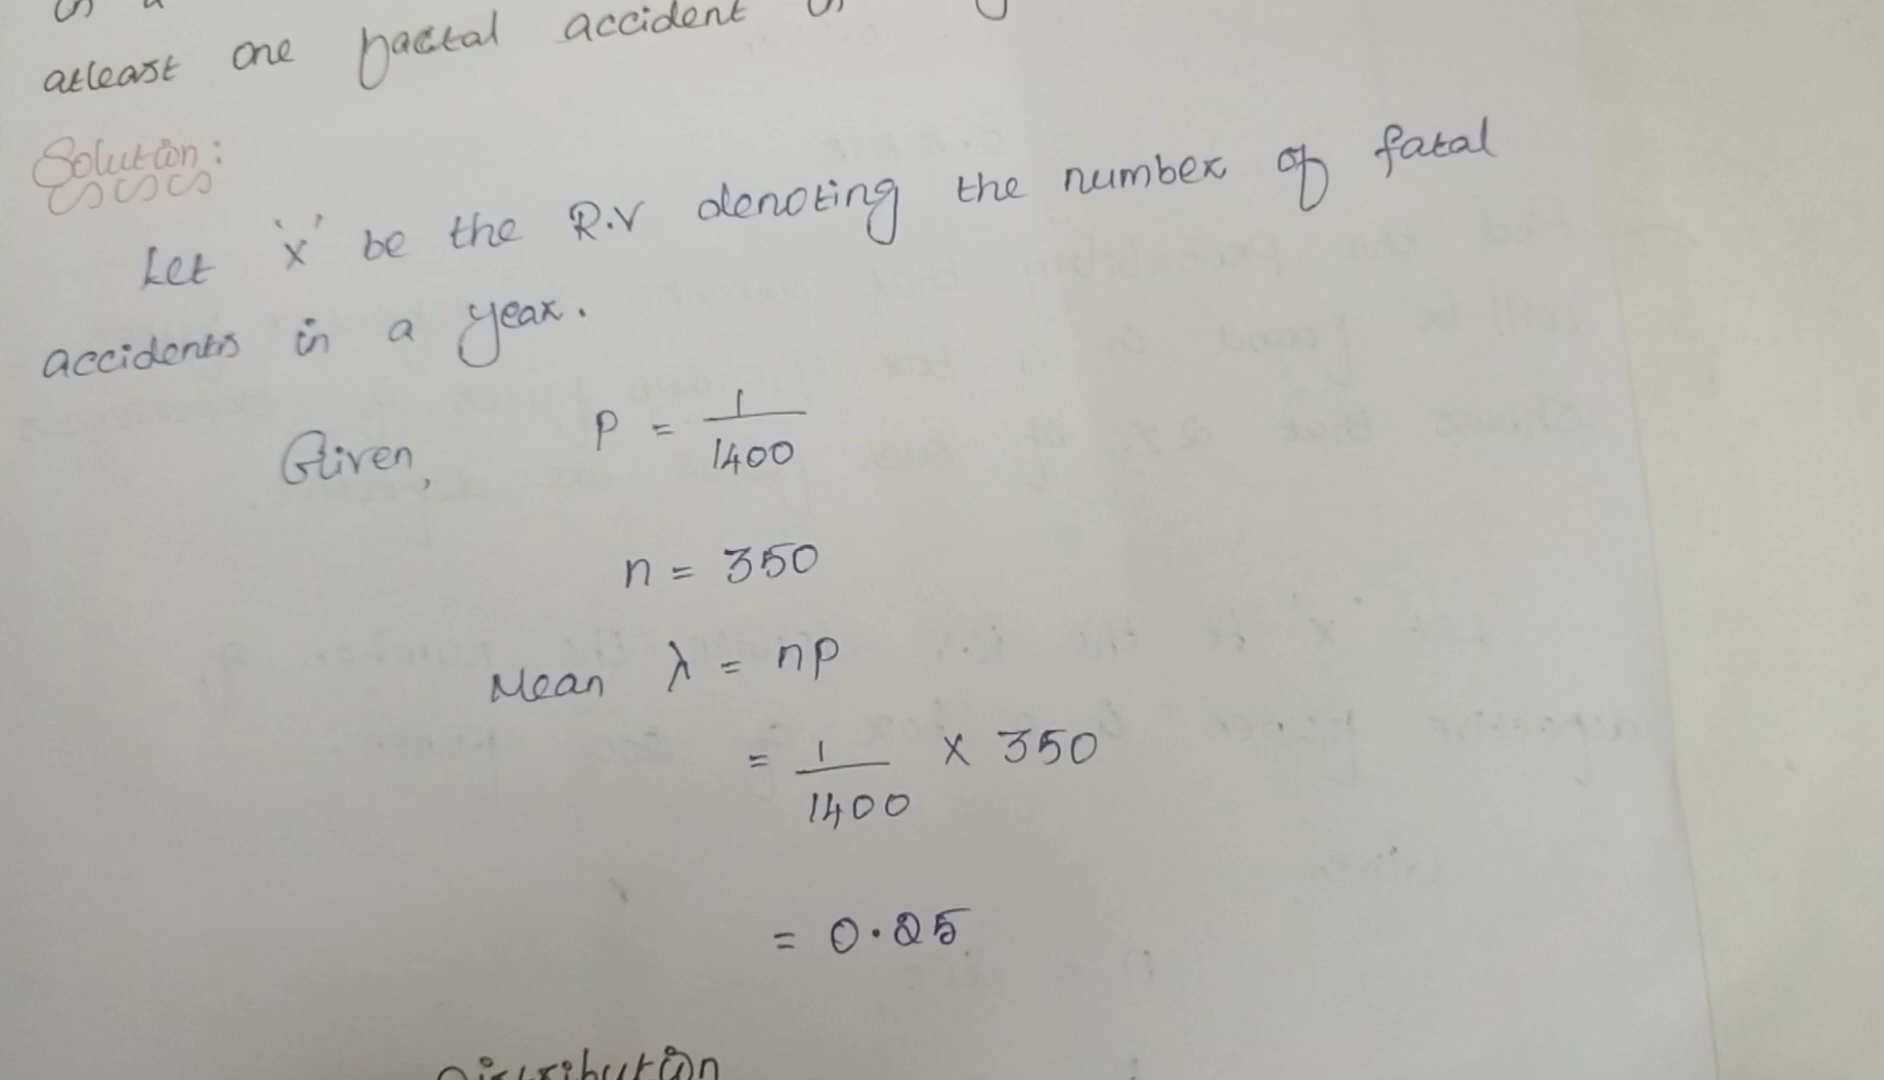 atleast one factal accident
Solution:
Let 'x' be the R.V denoting the number of fatal
accidents in a year.
Given, P = 1/1400
n = 350
Mean λ = np
= 1/1400 x 350
= 0.25
Distribution